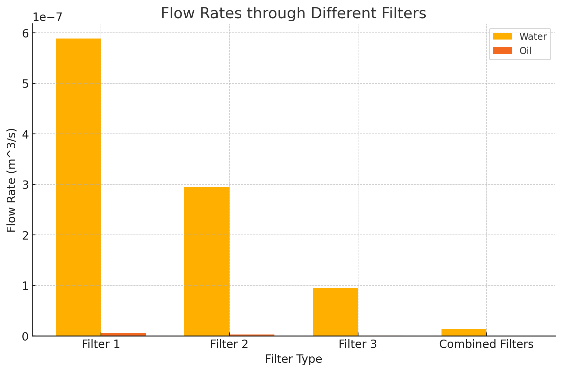 Flow Rates through Different Filters
1e−7
Water
Oil
6
5
4
3
2
1
0
Flow Rate (m^3/s)
Filter 1
Filter 2
Filter 3
Combined Filters
Filter Type